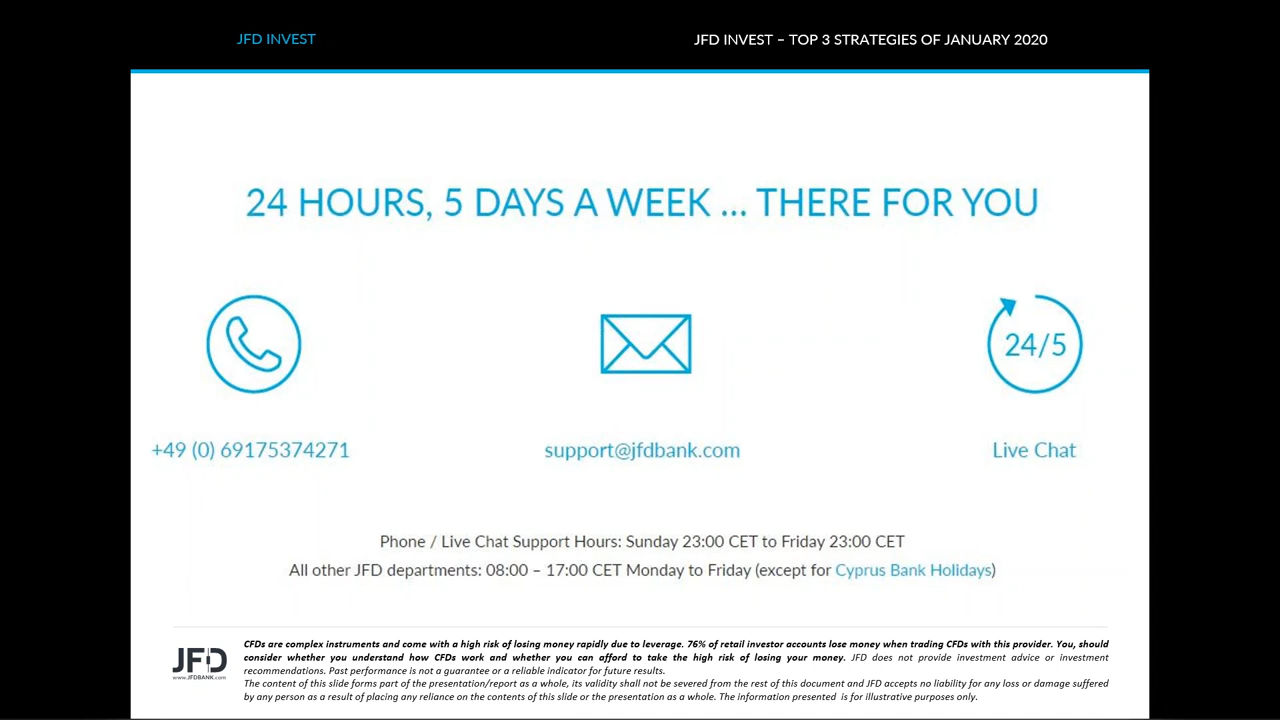 JFD INVEST
JFD INVEST – TOP 3 STRATEGIES OF JANUARY 2020
24 HOURS, 5 DAYS A WEEK ... THERE FOR YOU
24/5
+49 (0) 69175374271
support@jfdbank.com
Live Chat
Phone / Live Chat Support Hours: Sunday 23:00 CET to Friday 23:00 CET
All other JFD departments: 08:00 – 17:00 CET Monday to Friday (except for Cyprus Bank Holidays)
JFD
www.JFDBANK.com
CFDs are complex instruments and come with a high risk of losing money rapidly due to leverage. 76% of retail investor accounts lose money when trading CFDs with this provider. You, should
consider whether you understand how CFDs work and whether you can afford to take the high risk of losing your money. JFD does not provide investment advice or investment
recommendations. Past performance is not a guarantee or a reliable indicator for future results.
The content of this slide forms part of the presentation/report as a whole, its validity shall not be severed from the rest of this document and JFD accepts no liability for any loss or damage suffered
by any person as a result of placing any reliance on the contents of this slide or the presentation as a whole. The information presented is for illustrative purposes only.